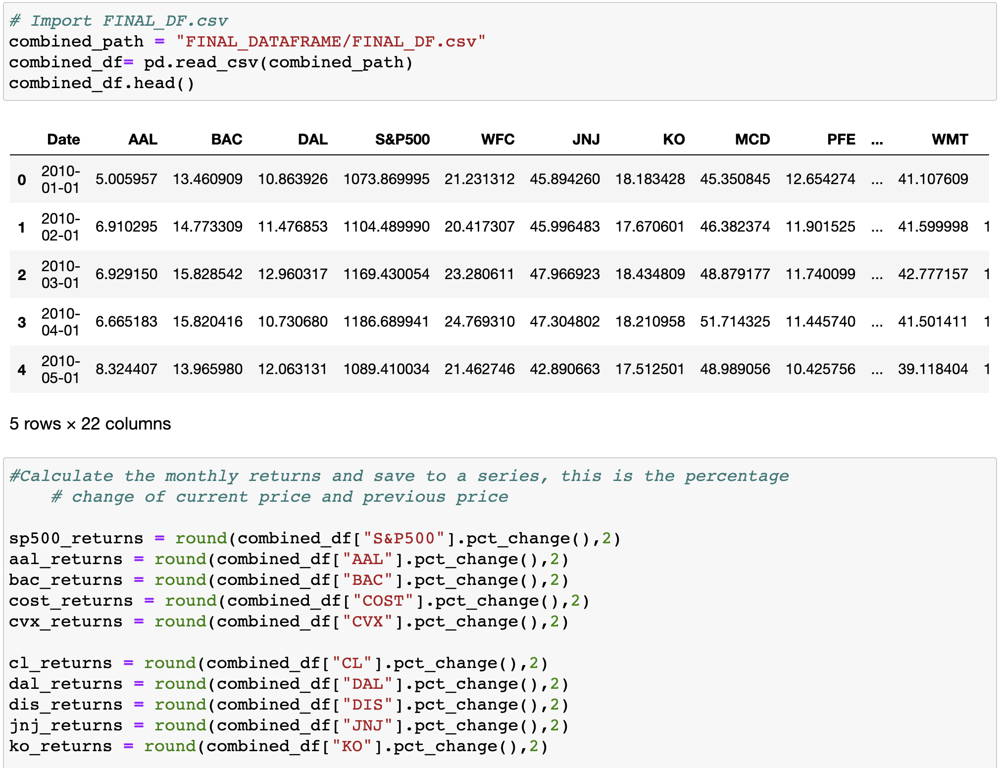 # Import FINAL_DF.csv
combined_path = "FINAL_DATAFRAME/FINAL_DF.csv"
combined_df= pd.read_csv(combined_path)
combined_df.head()
Date AAL BAC DAL S&P500 WFC JNJ KO MCD PFE ... WMT
0 2010-01-01 5.005957 13.460909 10.863926 1073.869995 21.231312 45.894260 18.183428 45.350845 12.654274 ... 41.107609
1 2010-02-01 6.910295 14.773309 11.476853 1104.489990 20.417307 45.996483 17.670601 46.382374 11.901525 ... 41.599998 1
2 2010-03-01 6.929150 15.828542 12.960317 1169.430054 23.280611 47.966923 18.434809 48.879177 11.740099 ... 42.777157 1
3 2010-04-01 6.665183 15.820416 10.730680 1186.689941 24.769310 47.304802 18.210958 51.714325 11.445740 ... 41.501411 1
4 2010-05-01 8.324407 13.965980 12.063131 1089.410034 21.462746 42.890663 17.512501 48.989056 10.425756 ... 39.118404 1
5 rows × 22 columns
#Calculate the monthly returns and save to a series, this is the percentage
# change of current price and previous price
sp500_returns = round(combined_df["S&P500"].pct_change(),2)
aal_returns = round(combined_df["AAL"].pct_change(),2)
bac_returns = round(combined_df["BAC"].pct_change(),2)
cost_returns = round(combined_df["COST"].pct_change(),2)
cvx_returns = round(combined_df["CVX"].pct_change(),2)
cl_returns = round(combined_df["CL"].pct_change(),2)
dal_returns = round(combined_df["DAL"].pct_change(),2)
dis_returns = round(combined_df["DIS"].pct_change(),2)
jnj_returns = round(combined_df["JNJ"].pct_change(),2)
ko_returns = round(combined_df["KO"].pct_change(),2)